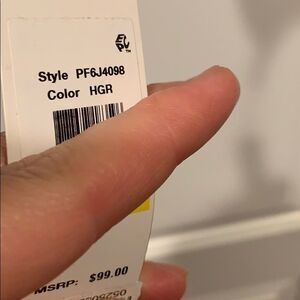 Style PF6J4098
Color HGR
MSRP: $99.00